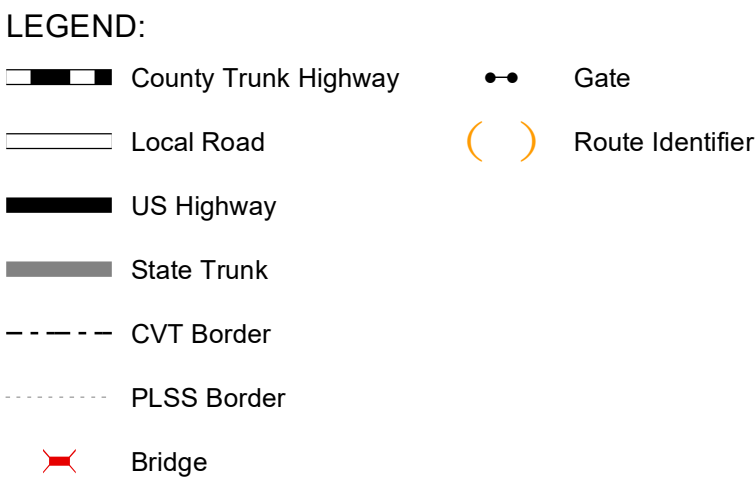 LEGEND:
County Trunk Highway
Local Road
US Highway
State Trunk
CVT Border
PLSS Border
Bridge
Gate
Route Identifier